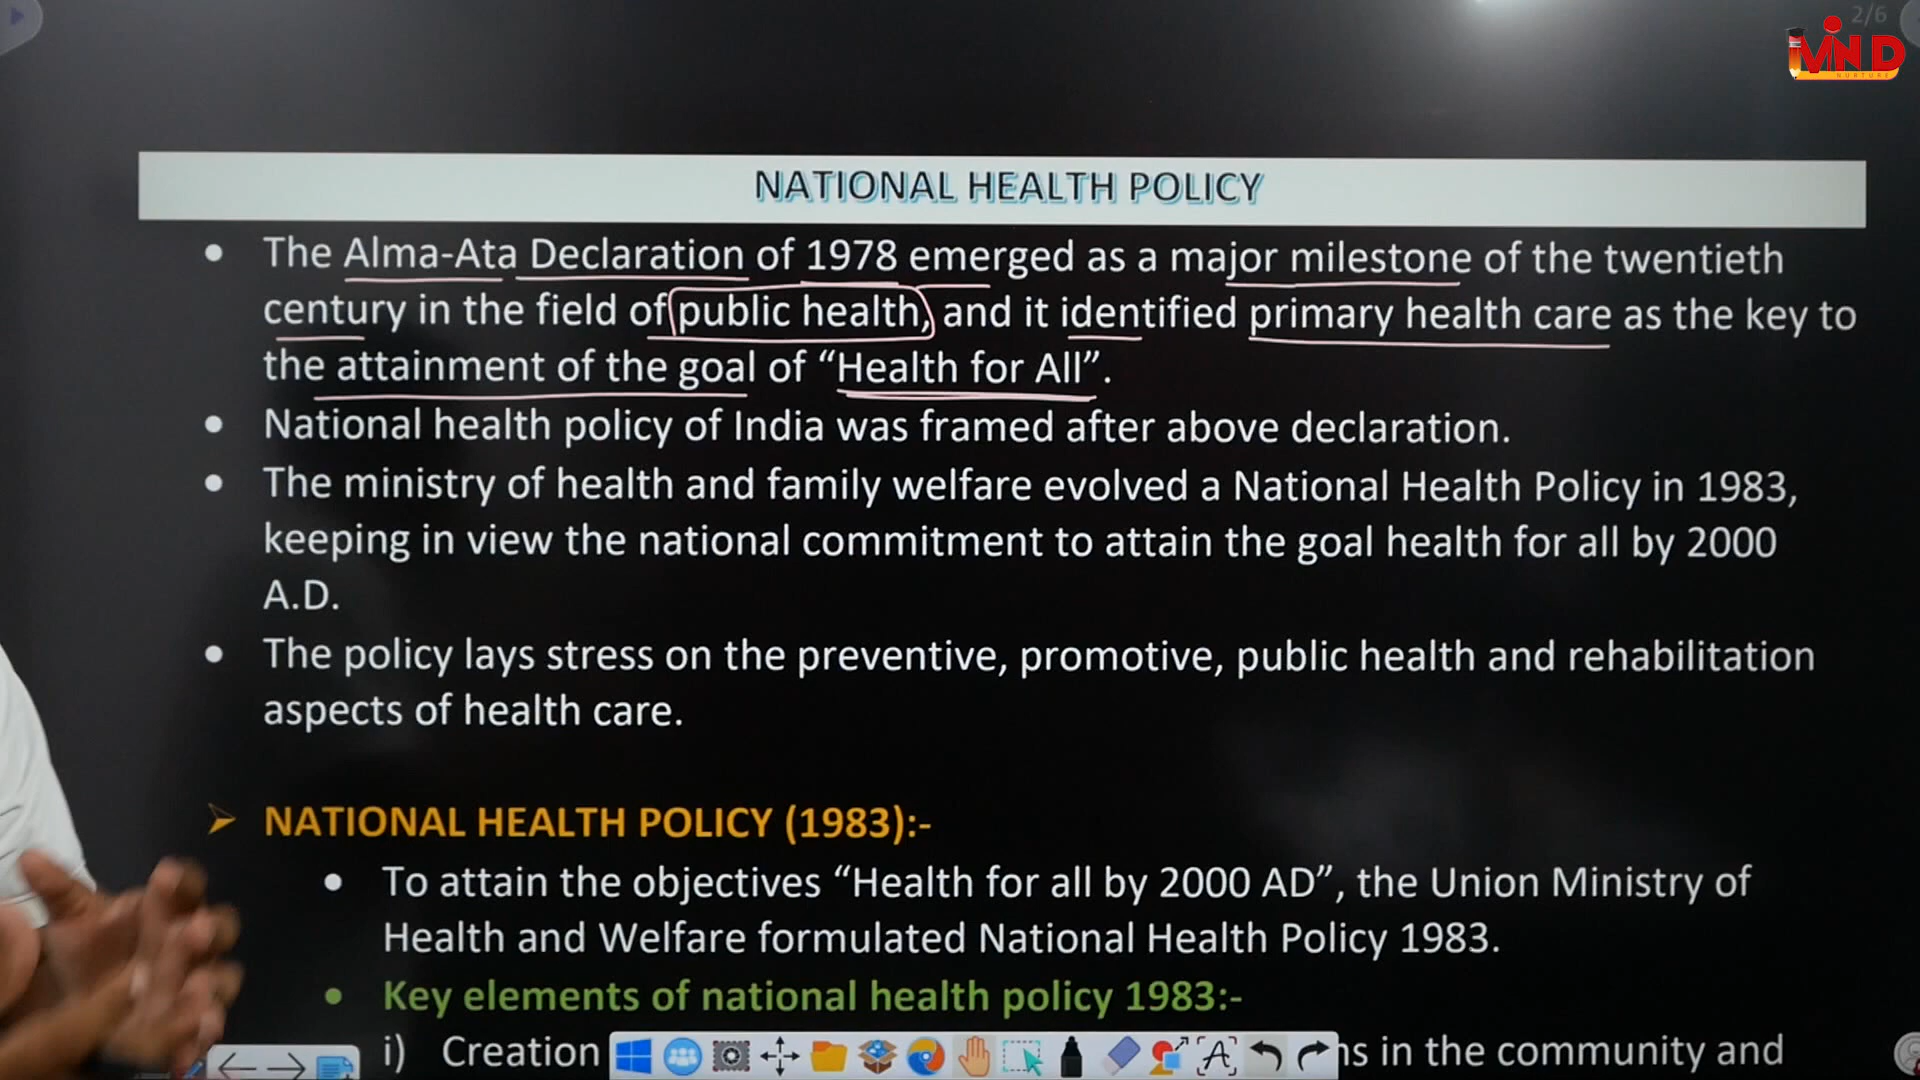 2/6
MIND
NURTURE
NATIONAL HEALTH POLICY
• The Alma-Ata Declaration of 1978 emerged as a major milestone of the twentieth
century in the field of public health, and it identified primary health care as the key to
the attainment of the goal of “Health for All”.
• National health policy of India was framed after above declaration.
• The ministry of health and family welfare evolved a National Health Policy in 1983,
keeping in view the national commitment to attain the goal health for all by 2000
A.D.
• The policy lays stress on the preventive, promotive, public health and rehabilitation
aspects of health care.
➢ NATIONAL HEALTH POLICY (1983):-
• To attain the objectives “Health for all by 2000 AD”, the Union Ministry of
Health and Welfare formulated National Health Policy 1983.
• Key elements of national health policy 1983:-
i) Creation in the community and